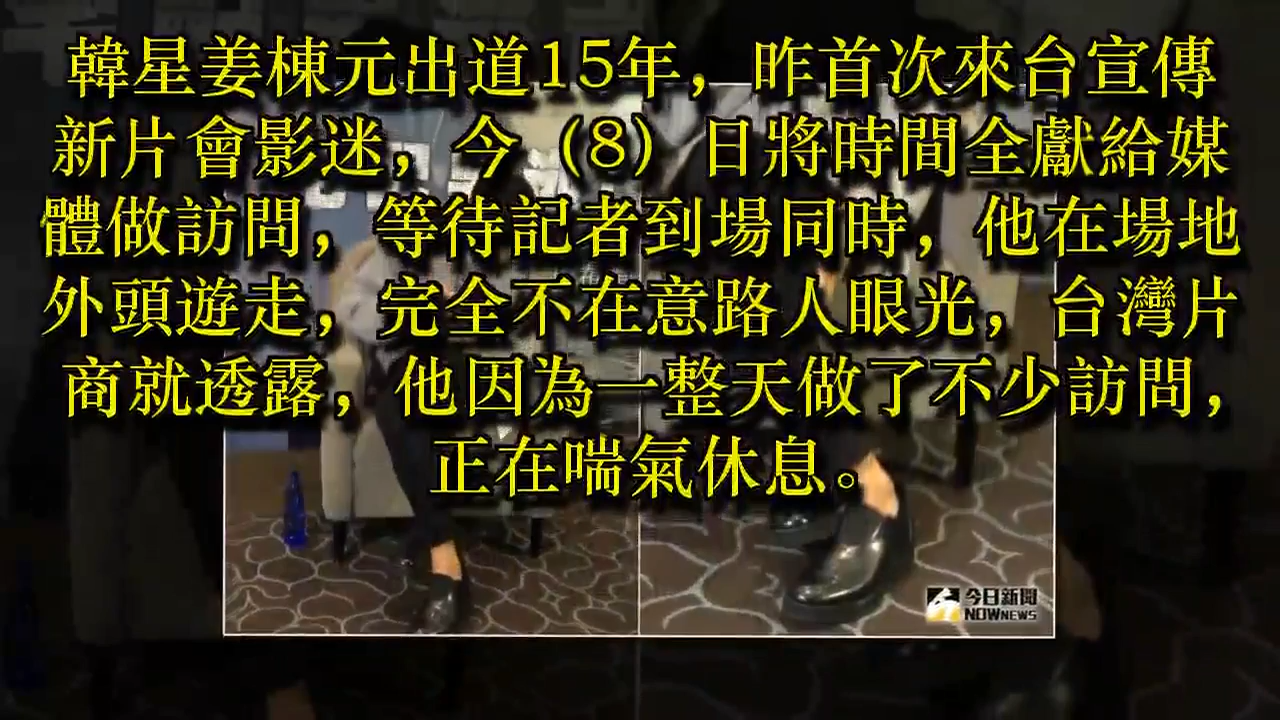 韓星姜棟元出道15年，昨首次來台宣傳
新片會影迷，今（8）日將時間全獻給媒
體做訪問，等待記者到場同時，他在場地
外頭遊走，完全不在意路人眼光，台灣片
商就透露，他因為一整天做了不少訪問，
正在喘氣休息。
今日新聞
NOWNEWS